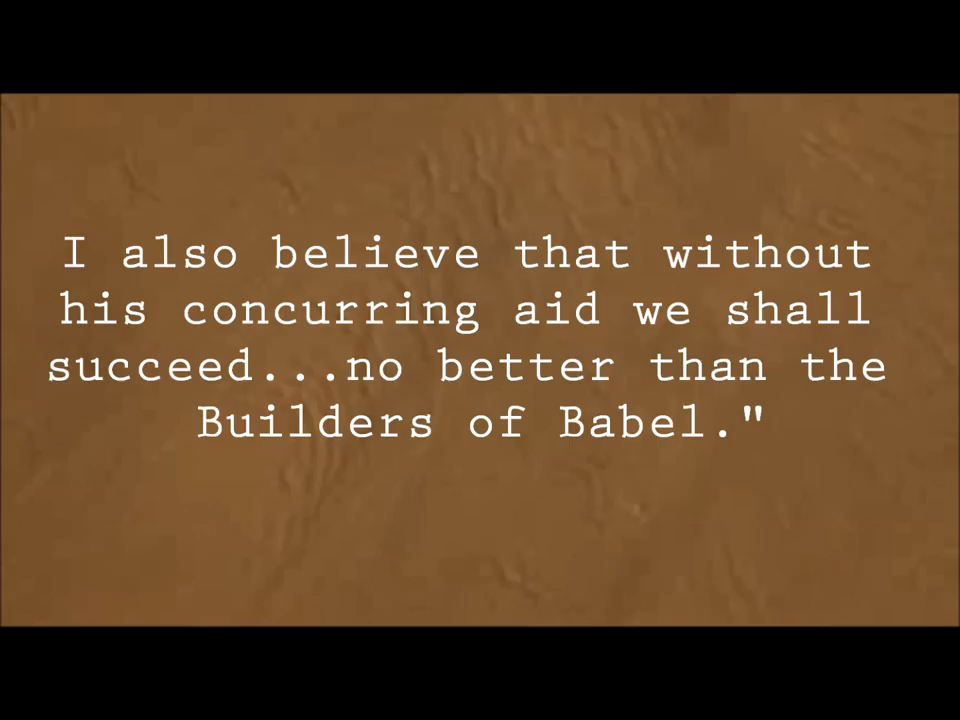 I also believe that without
his concurring aid we shall
succeed...no better than the
Builders of Babel."